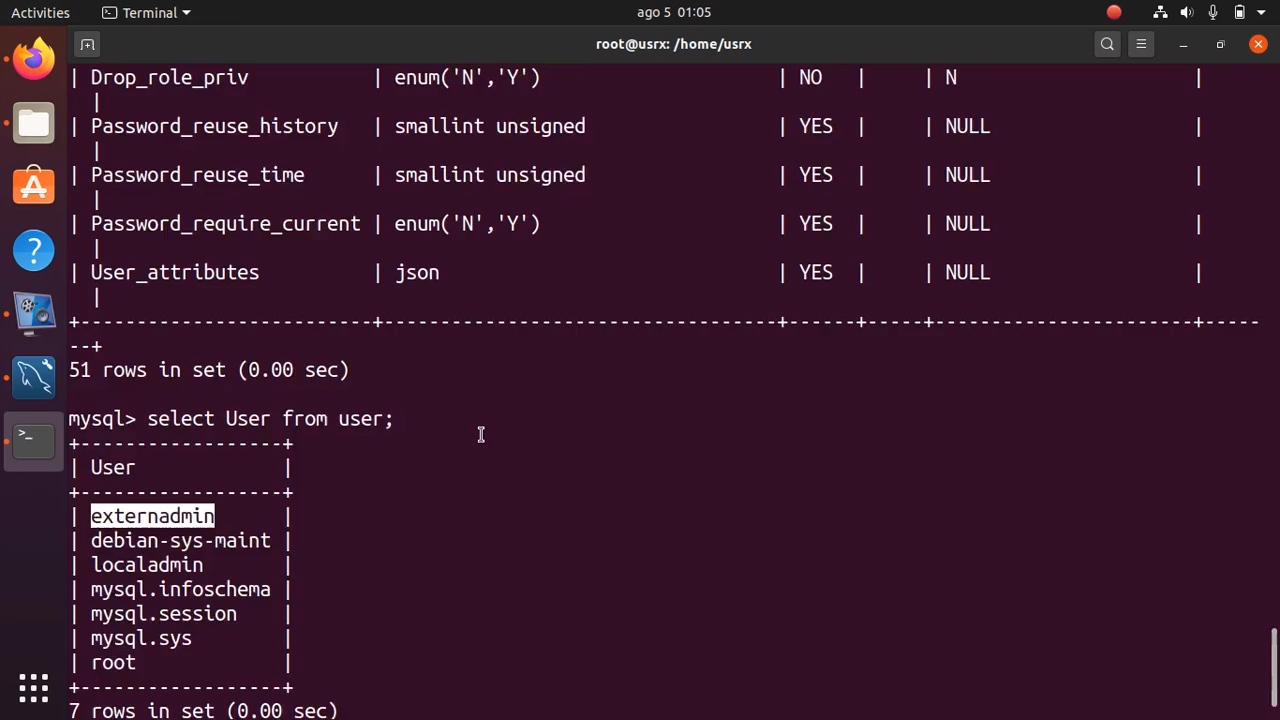 Activities Terminal ago 5 01:05
root@usrx: /home/usrx
| Drop_role_priv | enum('N','Y') | NO | | N |
|
| Password_reuse_history | smallint unsigned | YES | | NULL |
|
| Password_reuse_time | smallint unsigned | YES | | NULL |
|
| Password_require_current | enum('N','Y') | YES | | NULL |
|
| User_attributes | json | YES | | NULL |
|
+--------------------------+------------------------------------+------+-----+------------------------+-----
--+
51 rows in set (0.00 sec)
mysql> select User from user;
+------------------+
| User |
+------------------+
| externadmin |
| debian-sys-maint |
| localadmin |
| mysql.infoschema |
| mysql.session |
| mysql.sys |
| root |
+------------------+
7 rows in set (0.00 sec)